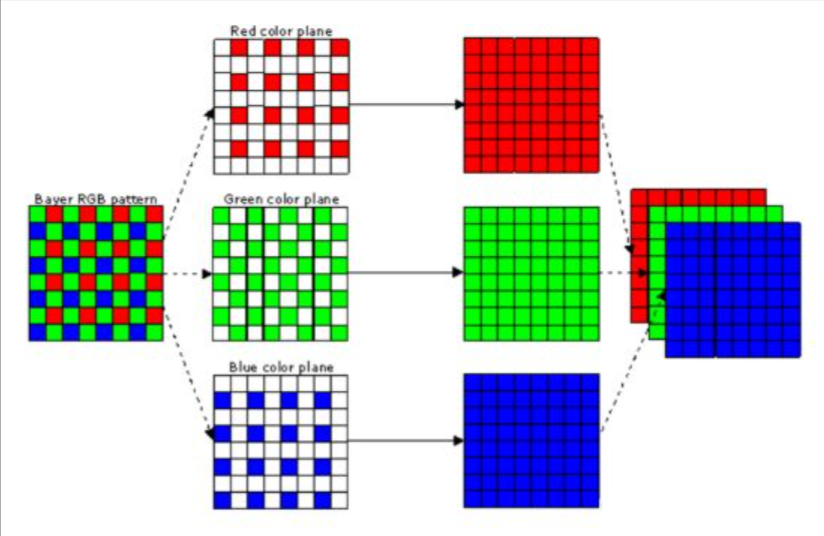 Red color plane
Bayer RGB pattern
Green color plane
Blue color plane